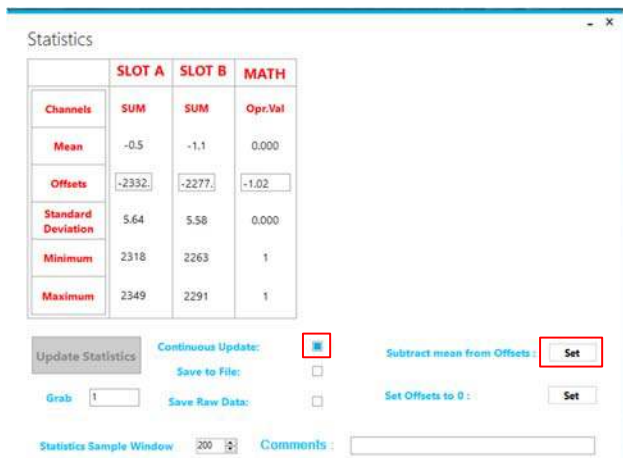 Statistics
SLOT A SLOT B MATH
Channels SUM SUM Opr.Val
Mean -0.5 -1.1 0.000
Offsets -2332. -2277. -1.02
Standard
Deviation 5.64 5.58 0.000
Minimum 2318 2263 1
Maximum 2349 2291 1
Update Statistics Continuous Update: Subtract mean from Offsets : Set
Save to File:
Grab 1 Save Raw Data: Set Offsets to 0 : Set
Statistics Sample Window 200 Comments :